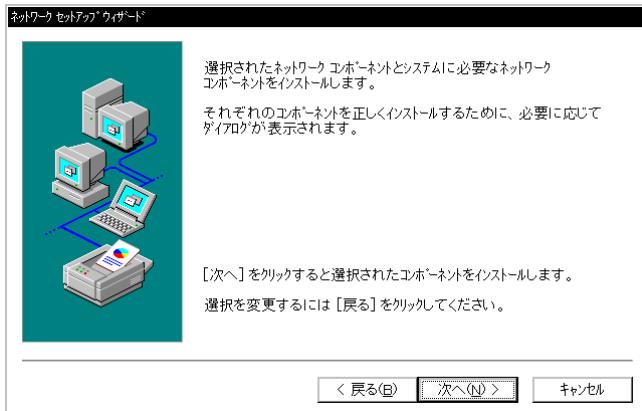 ﾈｯﾄﾜｰｸ ｾｯﾄｱｯﾌﾟ ｳｨｻﾞｰﾄﾞ
選択されたﾈｯﾄﾜｰｸ ｺﾝﾎﾟｰﾈﾝﾄとｼｽﾃﾑに必要なﾈｯﾄﾜｰｸ
ｺﾝﾎﾟｰﾈﾝﾄをｲﾝｽﾄｰﾙします。
それぞれのｺﾝﾎﾟｰﾈﾝﾄを正しくｲﾝｽﾄｰﾙするために、必要に応じて
ﾀﾞｲｱﾛｸﾞが表示されます。
[次へ] をｸﾘｯｸすると選択されたｺﾝﾎﾟｰﾈﾝﾄをｲﾝｽﾄｰﾙします。
選択を変更するには [戻る] をｸﾘｯｸしてください。
< 戻る(B) 次へ(N) > ｷｬﾝｾﾙ